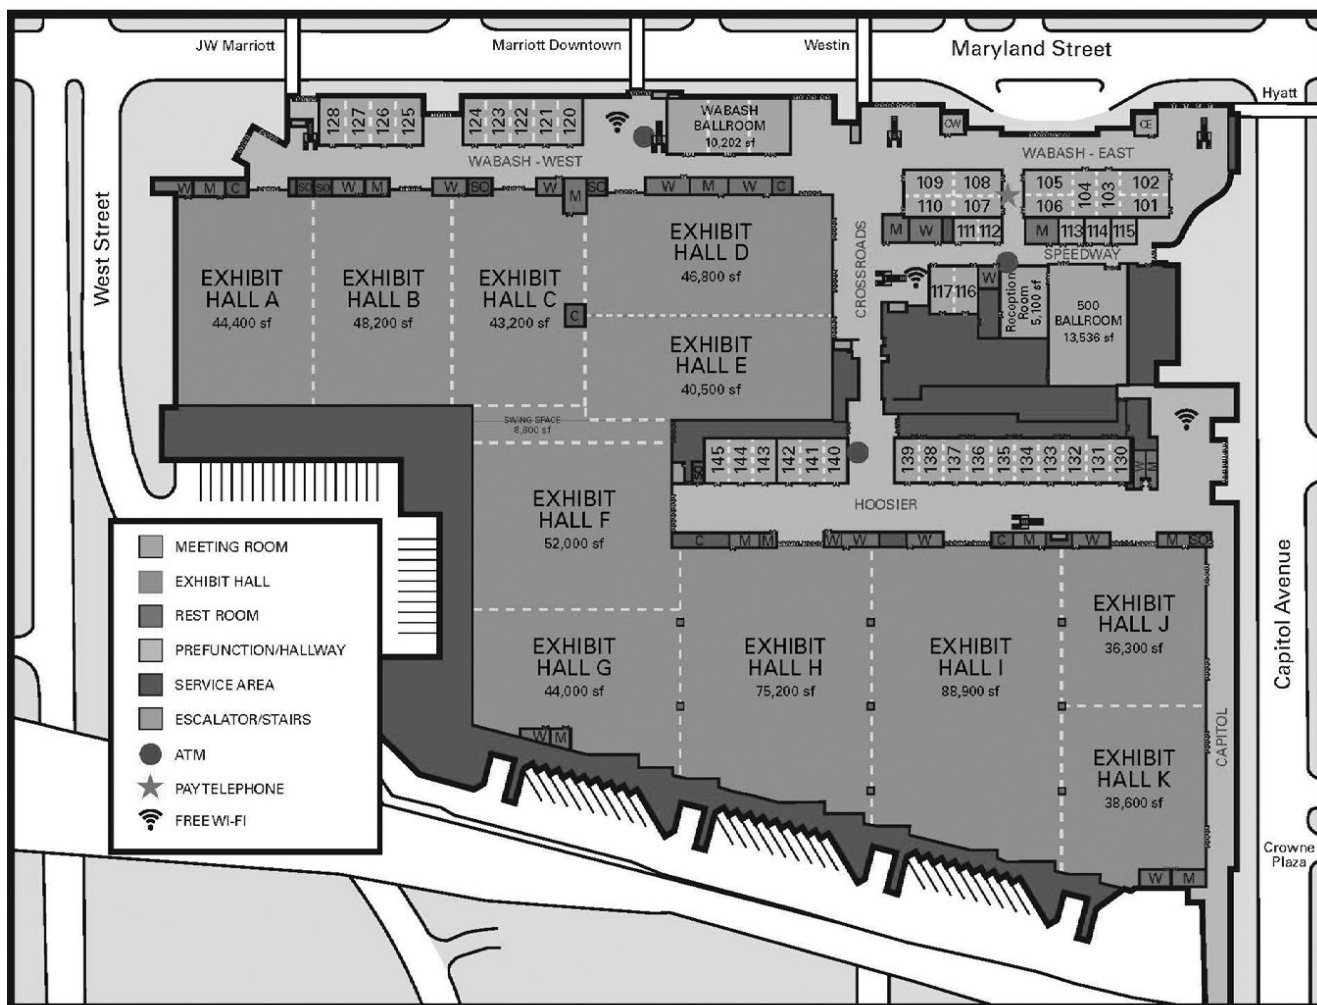 JW Marriott
Marriott Downtown
Westin
Maryland Street
Hyatt
128
127
126
125
124
123
122
121
120
WABASH
BALLROOM
10,202 sf
CW
CE
WABASH - WEST
WABASH - EAST
W
M
C
SO
SO
W
M
W
SO
W
M
SO
W
M
W
C
109
108
110
107
105
106
104
103
102
101
M
W
111
112
M
113
114
115
SPEEDWAY
CROSSROADS
West Street
EXHIBIT
HALL A
44,400 sf
EXHIBIT
HALL B
48,200 sf
EXHIBIT
HALL C
43,200 sf
C
EXHIBIT
HALL D
46,800 sf
EXHIBIT
HALL E
40,500 sf
117
116
W
Reception
Room
5,100 sf
500
BALLROOM
13,536 sf
SWING SPACE
8,800 sf
SO
145
144
143
142
141
140
139
138
137
136
135
134
133
132
131
130
W
M
HOOSIER
EXHIBIT
HALL F
52,000 sf
C
M
M
W
W
W
C
M
W
M
SO
EXHIBIT
HALL G
44,000 sf
W
M
EXHIBIT
HALL H
75,200 sf
EXHIBIT
HALL I
88,900 sf
EXHIBIT
HALL J
36,300 sf
EXHIBIT
HALL K
38,600 sf
W
M
CAPITOL
Capitol Avenue
Crowne
Plaza
MEETING ROOM
EXHIBIT HALL
REST ROOM
PREFUNCTION/HALLWAY
SERVICE AREA
ESCALATOR/STAIRS
ATM
PAY TELEPHONE
FREE WI-FI